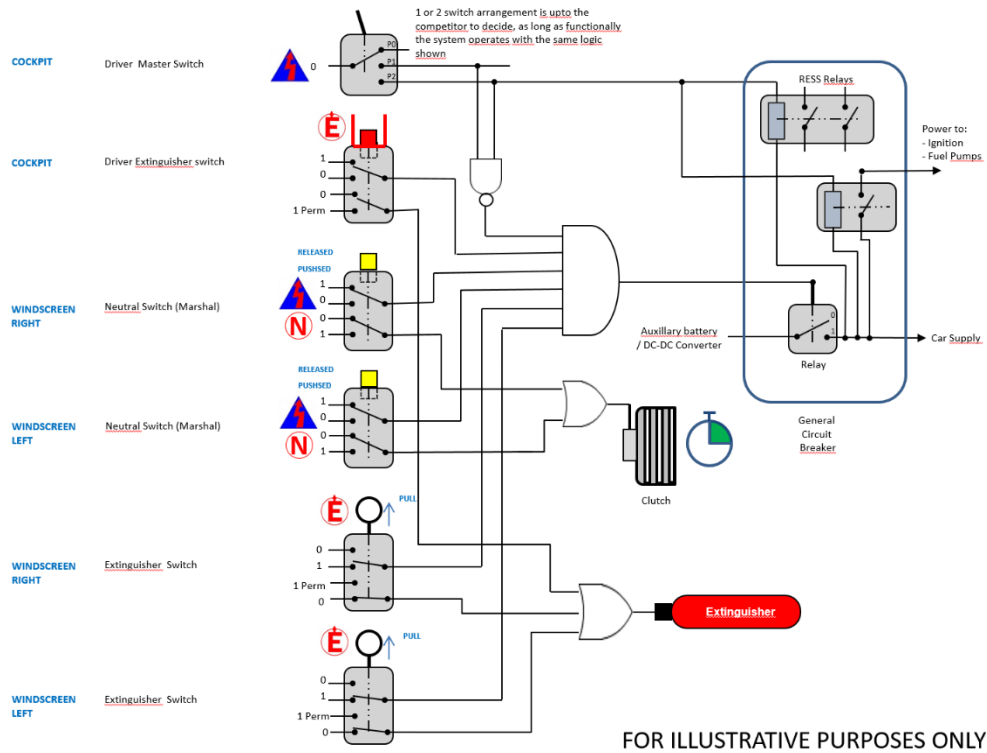 1 or 2 switch arrangement is upto the
competitor to decide, as long as functionally
the system operates with the same logic
shown
COCKPIT
Driver Master Switch
0
P0
P1
P2
RESS Relays
Power to:
- Ignition
- Fuel Pumps
COCKPIT
Driver Extinguisher switch
E
1
0
0
1 Perm
RELEASED
PUSHSED
WINDSCREEN
RIGHT
Neutral Switch (Marshal)
N
1
0
0
1
Auxillary battery
/ DC-DC Converter
0
1
Relay
Car Supply
General
Circuit
Breaker
RELEASED
PUSHSED
WINDSCREEN
LEFT
Neutral Switch (Marshal)
N
1
0
0
1
Clutch
E
PULL
WINDSCREEN
RIGHT
Extinguisher Switch
0
1
1 Perm
0
Extinguisher
E
PULL
WINDSCREEN
LEFT
Extinguisher Switch
0
1
1 Perm
0
FOR ILLUSTRATIVE PURPOSES ONLY